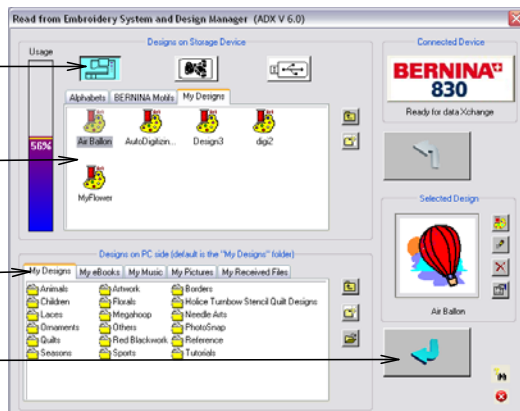 Read from Embroidery System and Design Manager (ADX V 6.0)
Usage
56%
Designs on Storage Device
Alphabets BERNINA Motifs My Designs
Air Ballon AutoDigitizin... Design3 digi2
MyFlower
Connected Device
BERNINA
830
Ready for data Xchange
Selected Design
Air Ballon
Designs on PC side (default is the "My Designs" folder)
My Designs My eBooks My Music My Pictures My Received Files
Animals Artwork Borders
Children Florals Holice Turnbow Stencil Quilt Designs
Laces Megahoop Needle Arts
Ornaments Others PhotoSnap
Quilts Red Blackwork Reference
Seasons Sports Tutorials